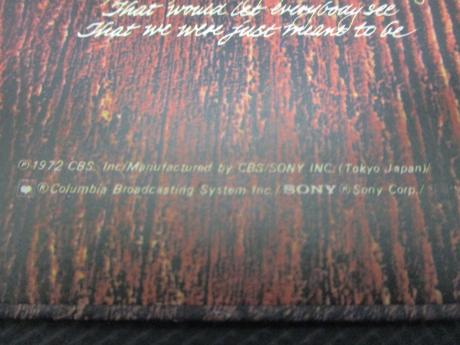 That would let everybody see
That we were just meant to be
℗1972 CBS. Inc/Manufactured by CBS/SONY INC. (Tokyo Japan)/
®Columbia Broadcasting System Inc./ SONY ®Sony Corp./